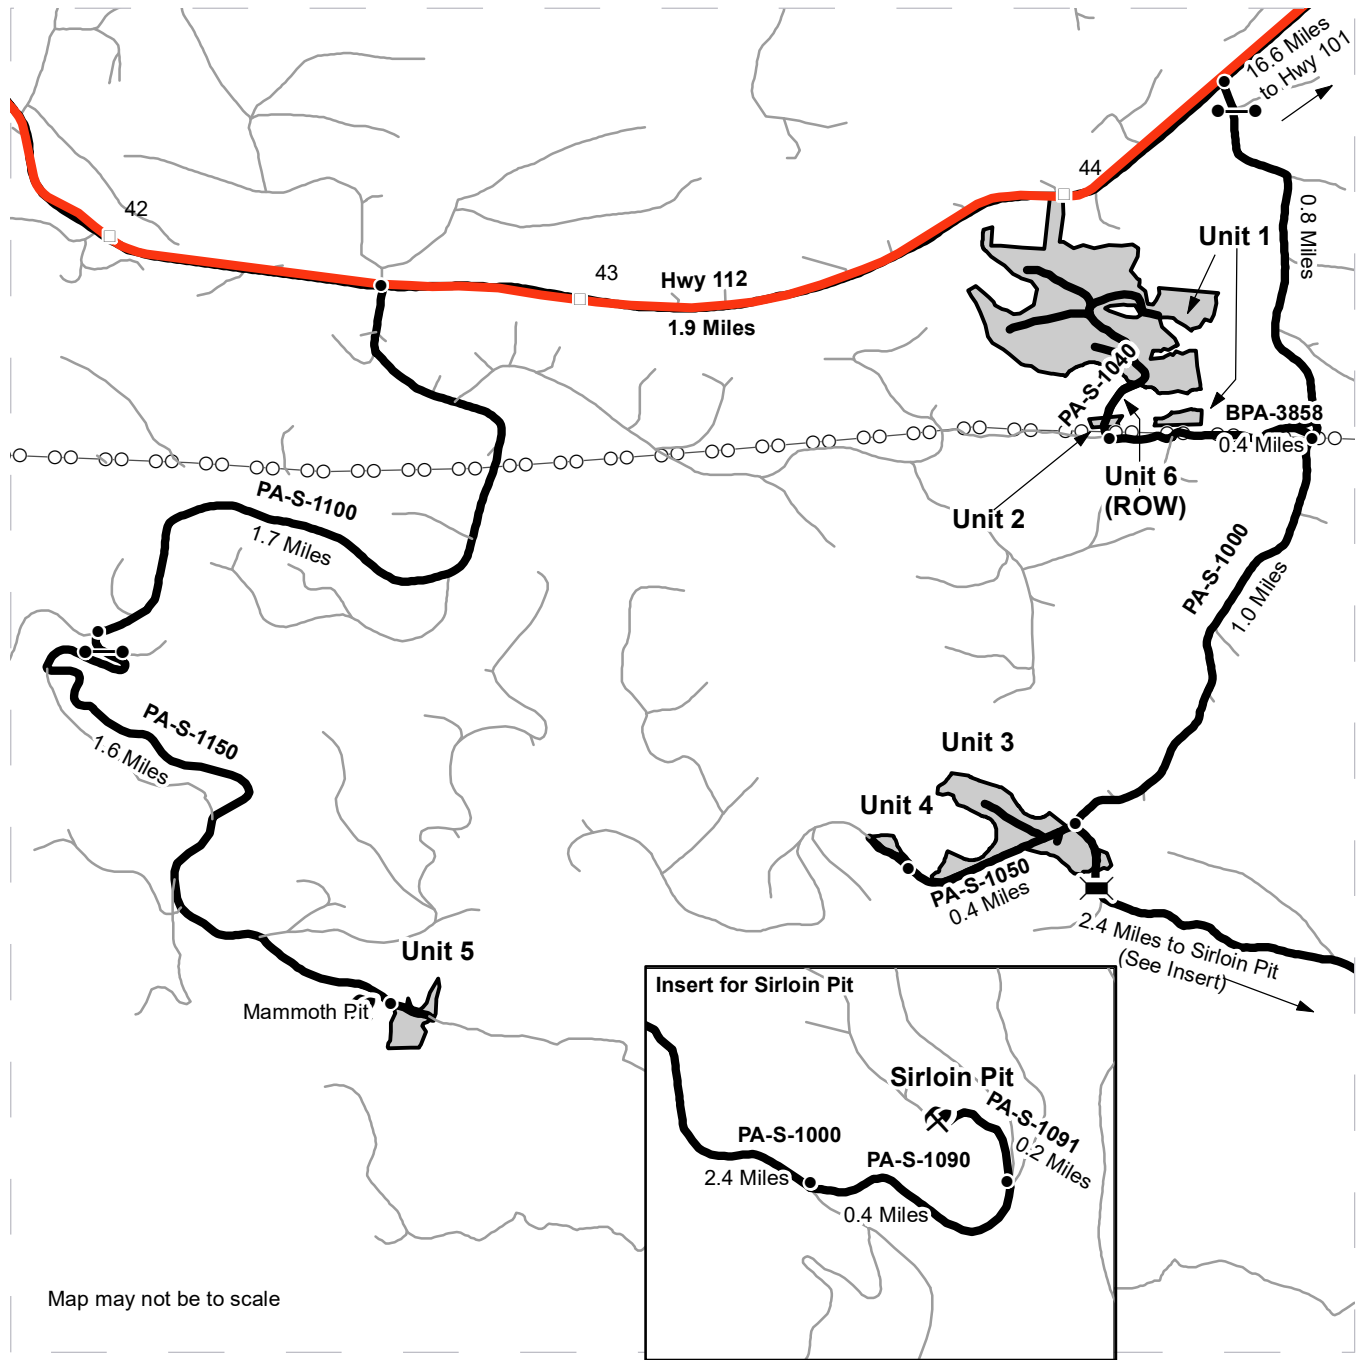 16.6 Miles
to Hwy 101
44
42
0.8 Miles
Unit 1
43
Hwy 112
1.9 Miles
PA-S-1040
BPA-3858
0.4 Miles
Unit 6
(ROW)
Unit 2
PA-S-1100
1.7 Miles
PA-S-1000
1.0 Miles
PA-S-1150
1.6 Miles
Unit 3
Unit 4
PA-S-1050
0.4 Miles
2.4 Miles to Sirloin Pit
(See Insert)
Unit 5
Mammoth Pit
Insert for Sirloin Pit
Sirloin Pit
PA-S-1091
0.2 Miles
PA-S-1000
2.4 Miles
PA-S-1090
0.4 Miles
Map may not be to scale